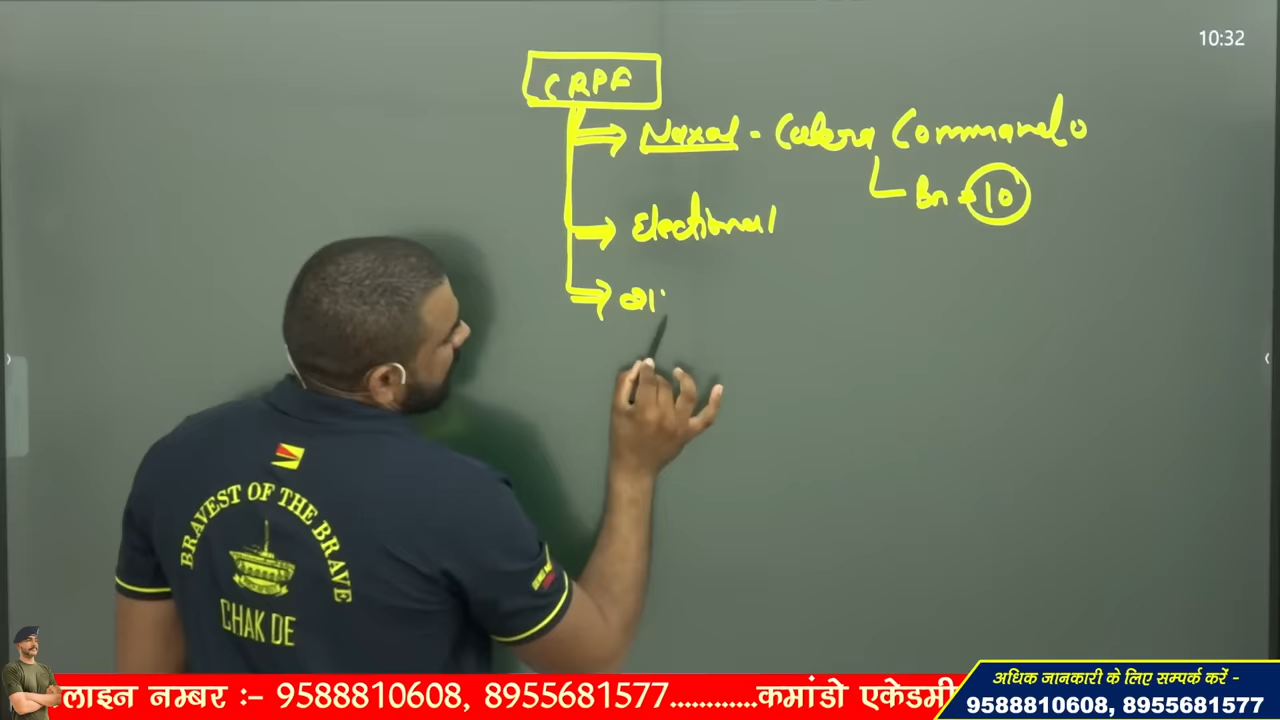 10:32
CRPF
Naxal - Cobra Commando
Bn → 10
Electional
BRAVEST OF THE BRAVE
CHAK DE
लाइन नम्बर ः- 9588810608, 8955681577............कमांडो एकेडमी
अधिक जानकारी के लिए सम्पर्क करें -
9588810608, 8955681577